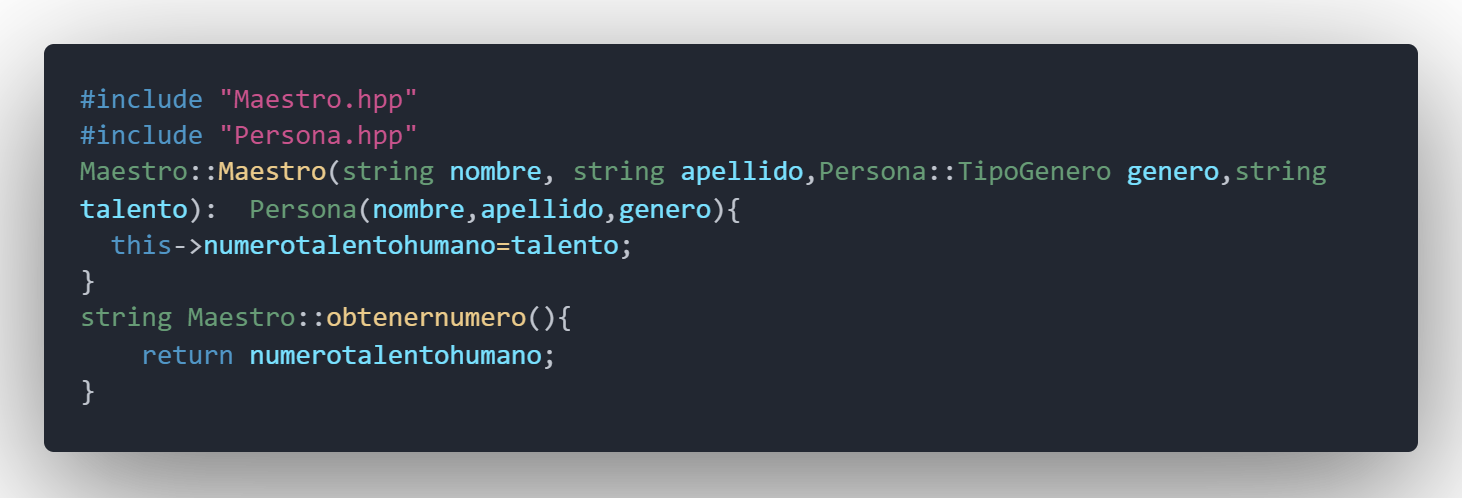 #include "Maestro.hpp"
#include "Persona.hpp"
Maestro::Maestro(string nombre, string apellido,Persona::TipoGenero genero,string
talento):  Persona(nombre,apellido,genero){
  this->numerotalentohumano=talento;
}
string Maestro::obtenernumero(){
    return numerotalentohumano;
}